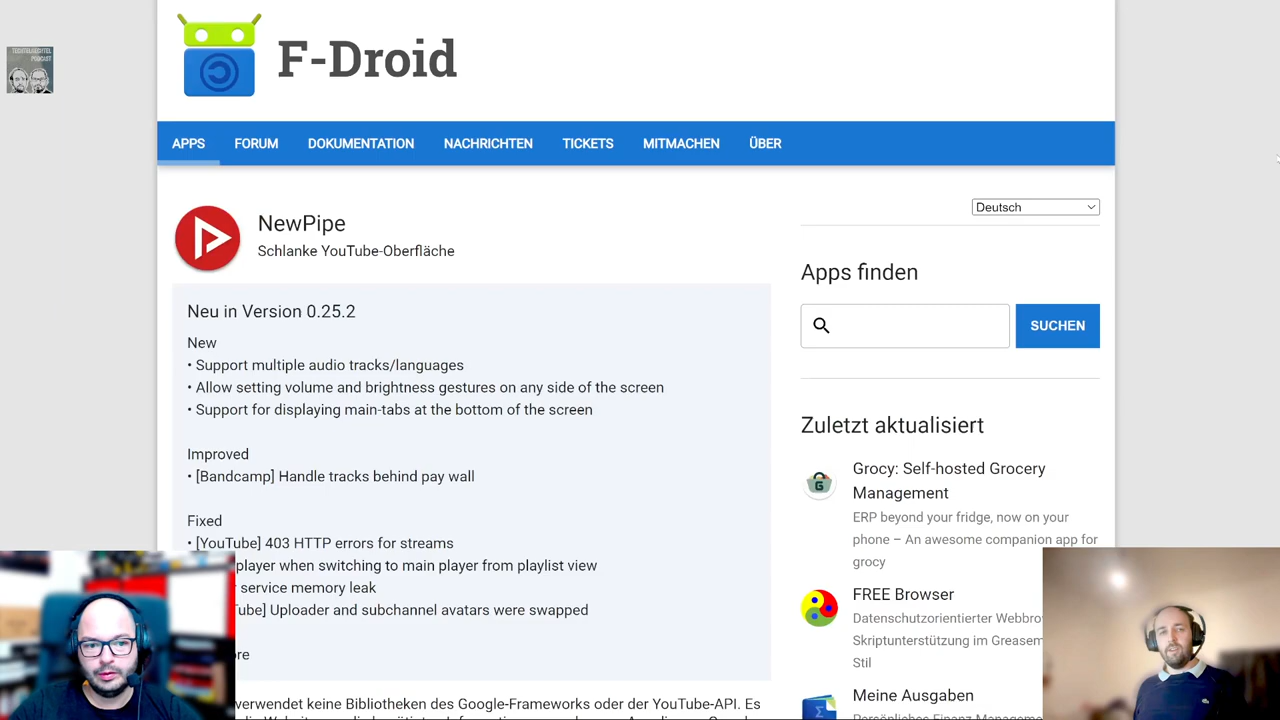 TECHTELMECHTEL
PODCAST
F-Droid
APPS FORUM DOKUMENTATION NACHRICHTEN TICKETS MITMACHEN ÜBER
Deutsch
NewPipe
Schlanke YouTube-Oberfläche
Neu in Version 0.25.2
New
• Support multiple audio tracks/languages
• Allow setting volume and brightness gestures on any side of the screen
• Support for displaying main-tabs at the bottom of the screen
Improved
• [Bandcamp] Handle tracks behind pay wall
Fixed
• [YouTube] 403 HTTP errors for streams
player when switching to main player from playlist view
service memory leak
Uploader and subchannel avatars were swapped
verwendet keine Bibliotheken des Google-Frameworks oder der YouTube-API. Es
Apps finden
SUCHEN
Zuletzt aktualisiert
Grocy: Self-hosted Grocery
Management
ERP beyond your fridge, now on your
phone – An awesome companion app for
grocy
FREE Browser
Datenschutzorientierter
Skriptunterstützung im
Stil
Meine Ausgaben